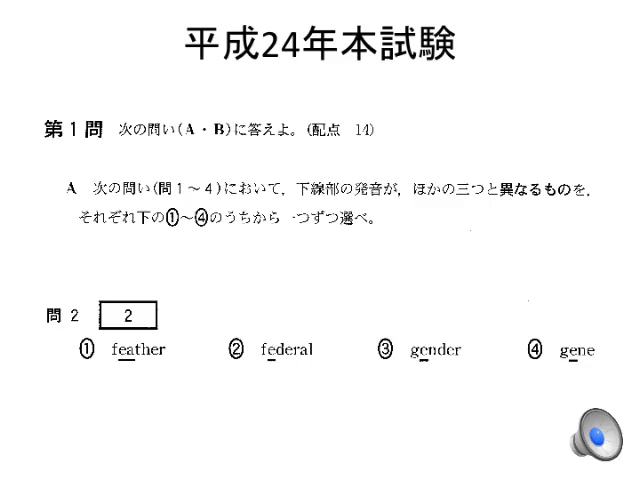 平成24年本試験
第1問 次の問い(A・B)に答えよ。(配点 14)
A 次の問い(問1～4)において,下線部の発音が,ほかの三つと異なるものを,
それぞれ下の①～④のうちから一つずつ選べ。
問2 2
① feather ② federal ③ gender ④ gene